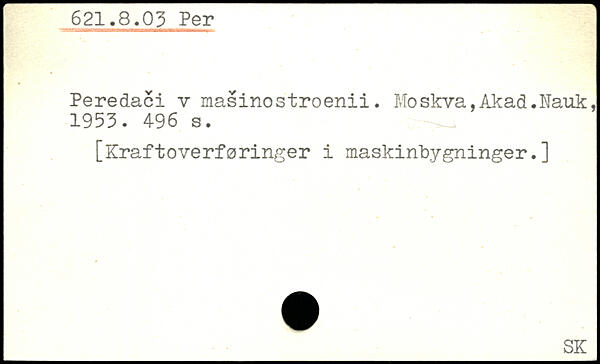 621.8.03 Per
Peredači v mašinostroenii. Moskva,Akad.Nauk,
1953. 496 s.
[Kraftoverføringer i maskinbygninger.]
SK